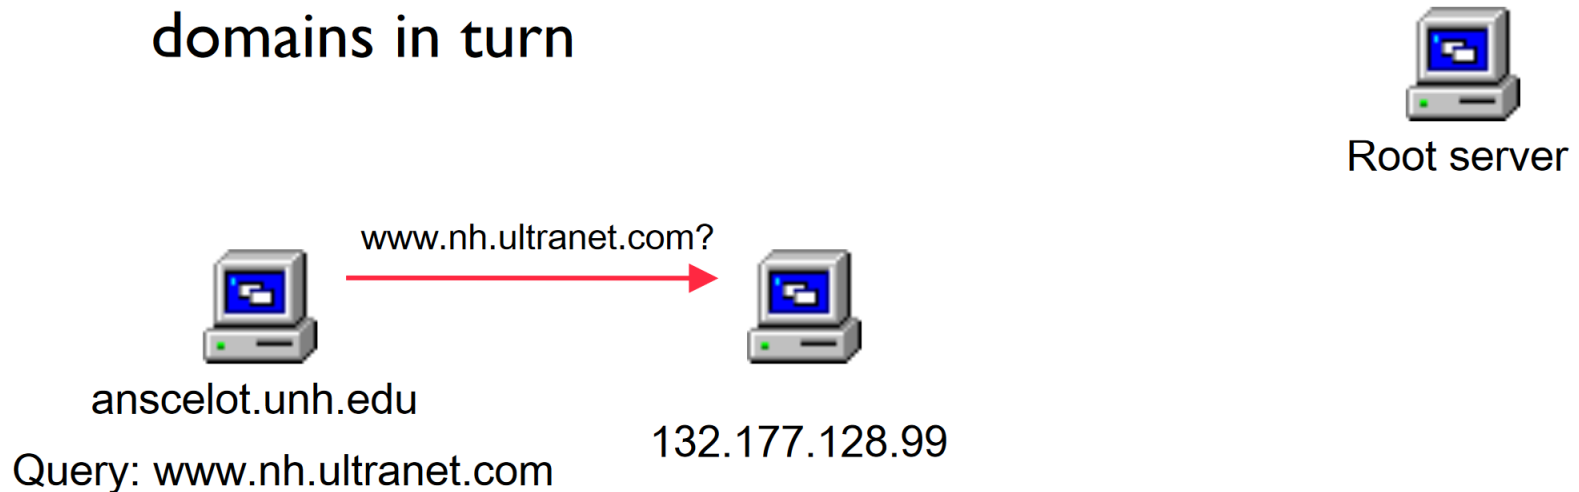 domains in turn
Root server
www.nh.ultranet.com?
anscelot.unh.edu
132.177.128.99
Query: www.nh.ultranet.com